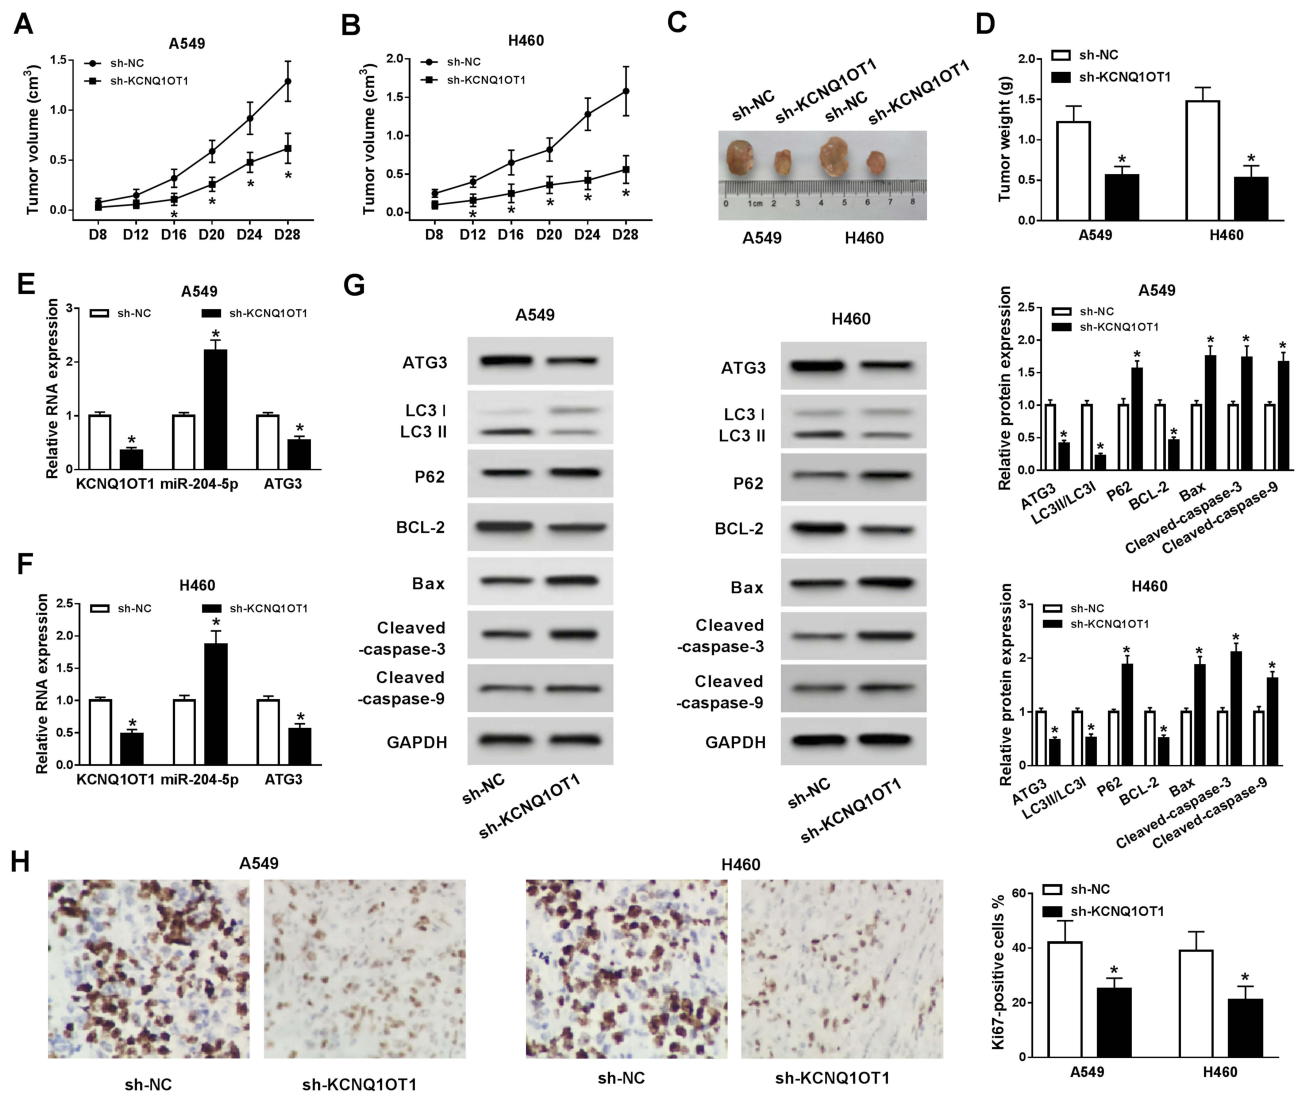 A
A549
Tumor volume (cm3)
sh-NC
sh-KCNQ1OT1
1.5
1.0
0.5
0.0
D8 D12 D16 D20 D24 D28
* * * *
B
H460
Tumor volume (cm3)
sh-NC
sh-KCNQ1OT1
2.0
1.5
1.0
0.5
0.0
D8 D12 D16 D20 D24 D28
* * * * *
C
sh-NC sh-KCNQ1OT1 sh-NC sh-KCNQ1OT1
0 1cm 2 3 4 5 6 7 8
A549 H460
D
Tumor weight (g)
sh-NC
sh-KCNQ1OT1
2.0
1.5
1.0
0.5
0.0
* *
A549 H460
E
A549
Relative RNA expression
sh-NC sh-KCNQ1OT1
3
2
1
0
* * *
KCNQ1OT1 miR-204-5p ATG3
F
H460
Relative RNA expression
sh-NC sh-KCNQ1OT1
2.5
2.0
1.5
1.0
0.5
0.0
* * *
KCNQ1OT1 miR-204-5p ATG3
G
A549
ATG3
LC3 I
LC3 II
P62
BCL-2
Bax
Cleaved
-caspase-3
Cleaved
-caspase-9
GAPDH
sh-NC sh-KCNQ1OT1
H460
ATG3
LC3 I
LC3 II
P62
BCL-2
Bax
Cleaved
-caspase-3
Cleaved
-caspase-9
GAPDH
sh-NC sh-KCNQ1OT1
A549
Relative protein expression
sh-NC
sh-KCNQ1OT1
2.5
2.0
1.5
1.0
0.5
0.0
* * * * * * *
ATG3 LC3II/LC3I P62 BCL-2 Bax Cleaved-caspase-3 Cleaved-caspase-9
H460
Relative protein expression
sh-NC
sh-KCNQ1OT1
3
2
1
0
* * * * * * *
ATG3 LC3II/LC3I P62 BCL-2 Bax Cleaved-caspase-3 Cleaved-caspase-9
H
A549
sh-NC sh-KCNQ1OT1
H460
sh-NC sh-KCNQ1OT1
Ki67-positive cells %
sh-NC
sh-KCNQ1OT1
60
40
20
0
* *
A549 H460